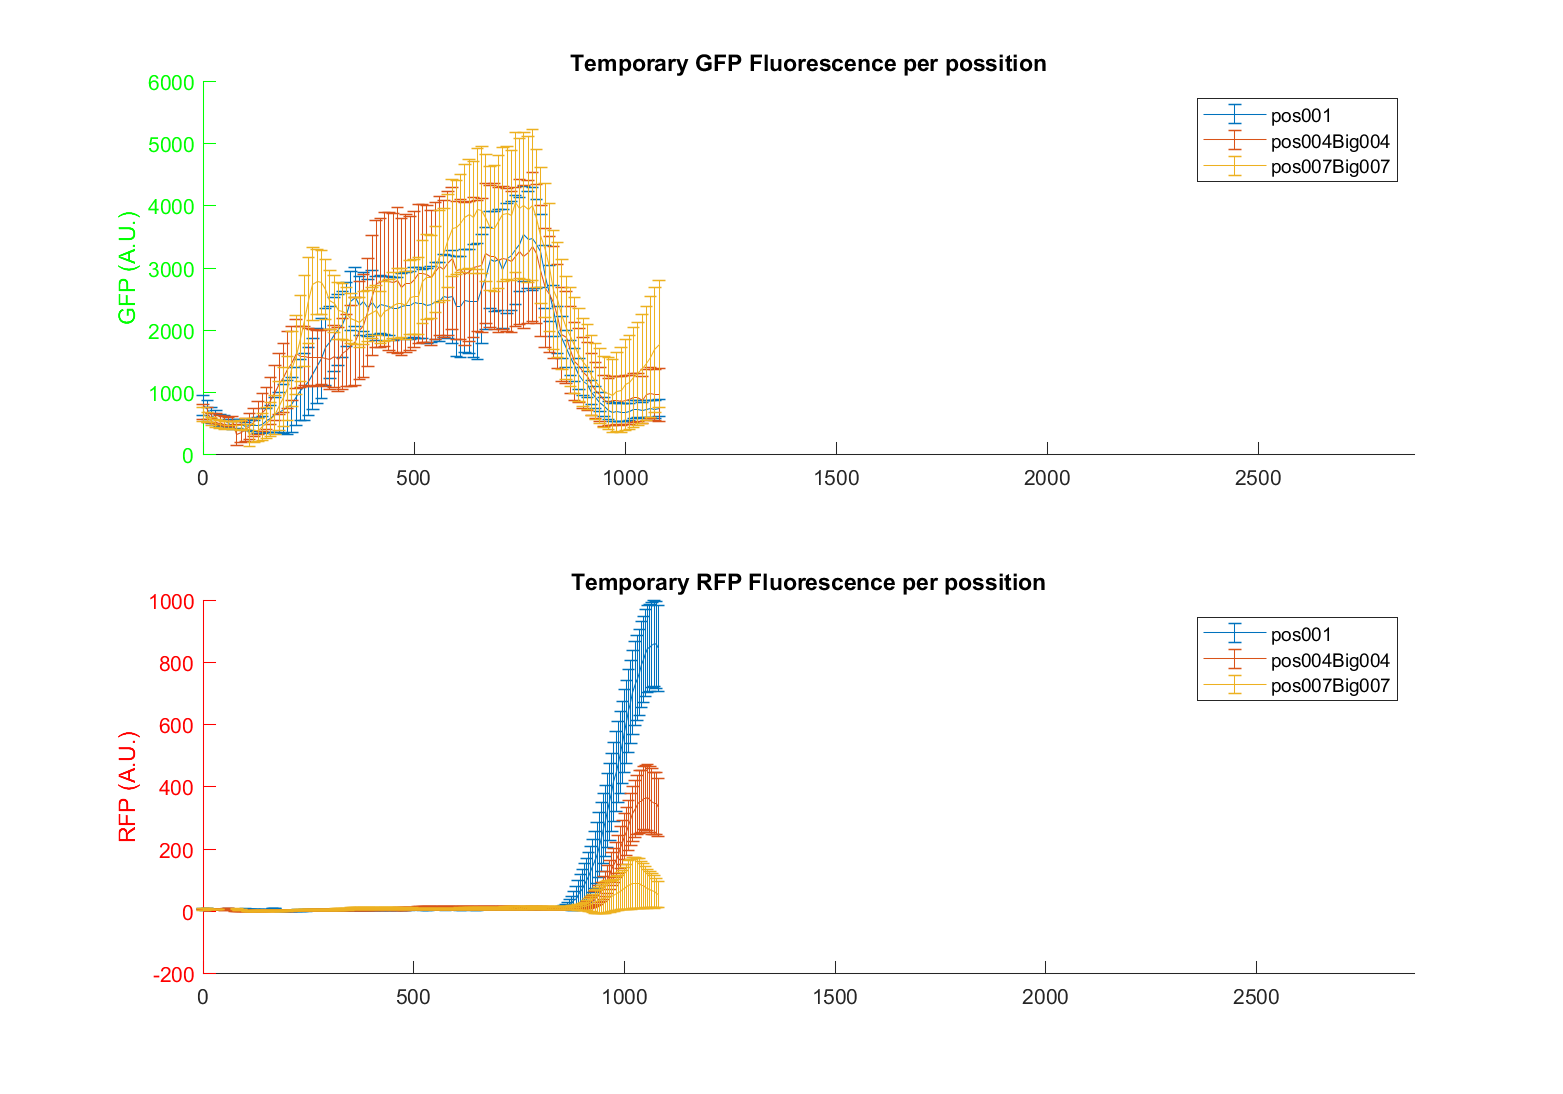 Temporary GFP Fluorescence per possition
GFP (A.U.)
6000
5000
4000
3000
2000
1000
0
0 500 1000 1500 2000 2500
pos001
pos004Big004
pos007Big007
Temporary RFP Fluorescence per possition
RFP (A.U.)
1000
800
600
400
200
0
-200
0 500 1000 1500 2000 2500
pos001
pos004Big004
pos007Big007